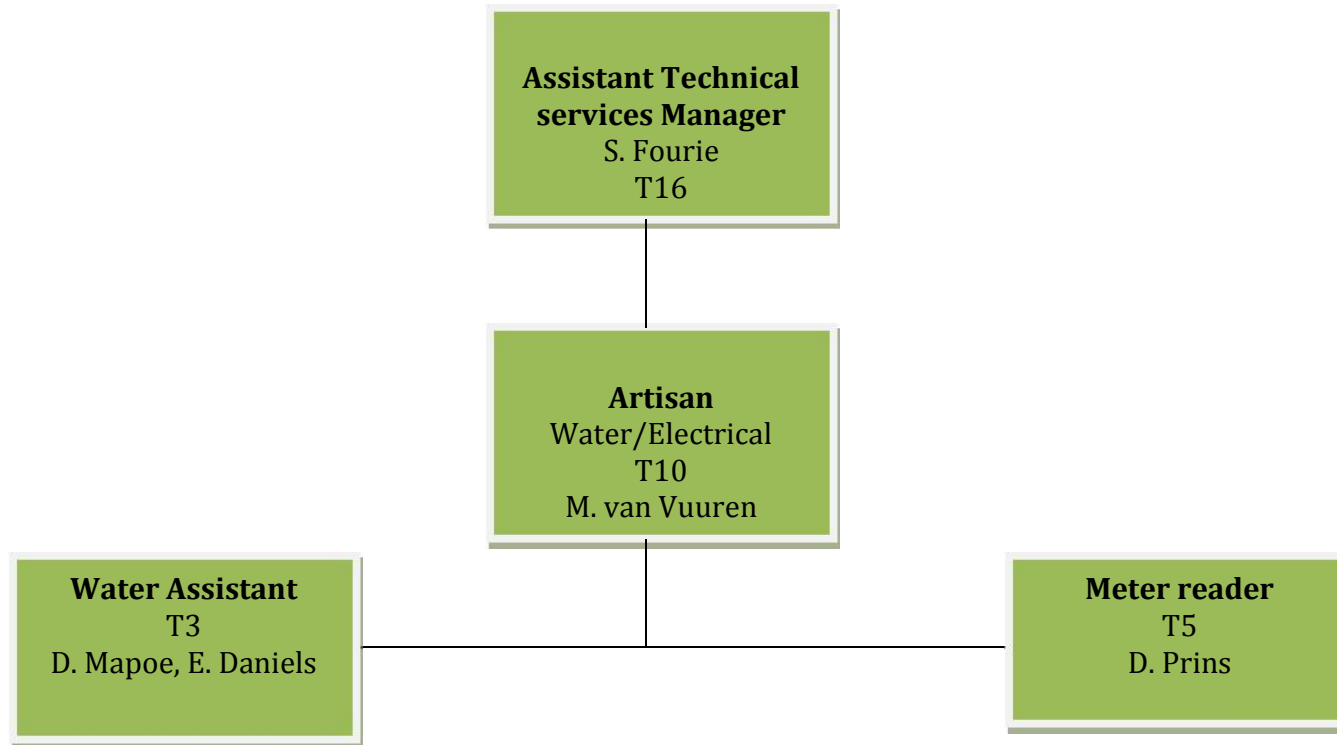 Assistant Technical
services Manager
S. Fourie
T16
Artisan
Water/Electrical
T10
M. van Vuuren
Water Assistant
T3
D. Mapoe, E. Daniels
Meter reader
T5
D. Prins